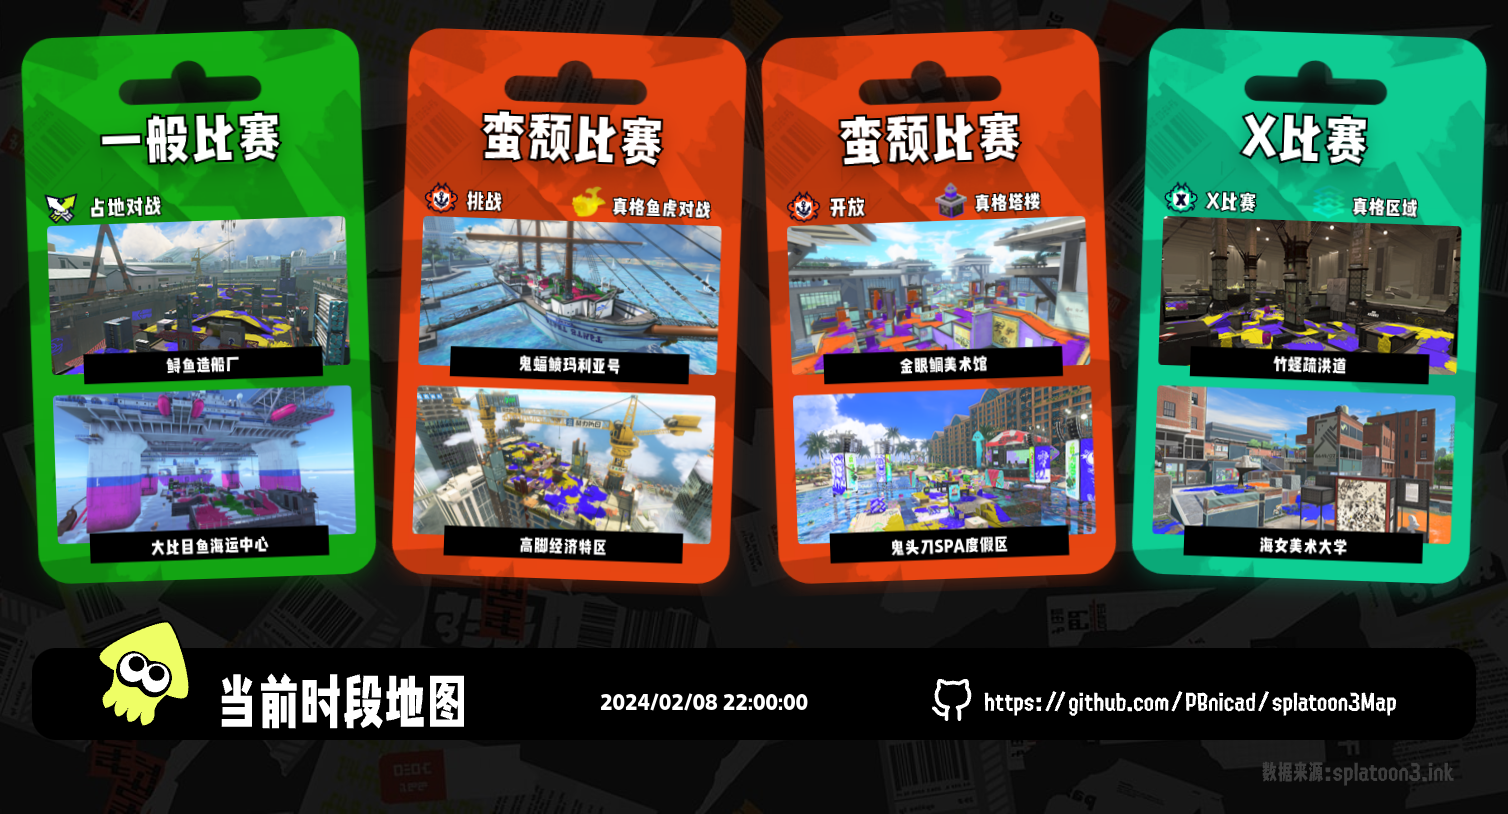 一般比赛
占地对战
鲟鱼造船厂
大比目鱼海运中心
蛮颓比赛
挑战
真格鱼虎对战
鬼蝠鲼玛利亚号
高脚经济特区
蛮颓比赛
开放
真格塔楼
金眼鲷美术馆
鬼头刀SPA度假区
X比赛
X比赛
真格区域
竹蛏疏洪道
海女美术大学
当前时段地图
2024/02/08 22:00:00
https://github.com/PBnicad/splatoon3Map
数据来源:splatoon3.ink